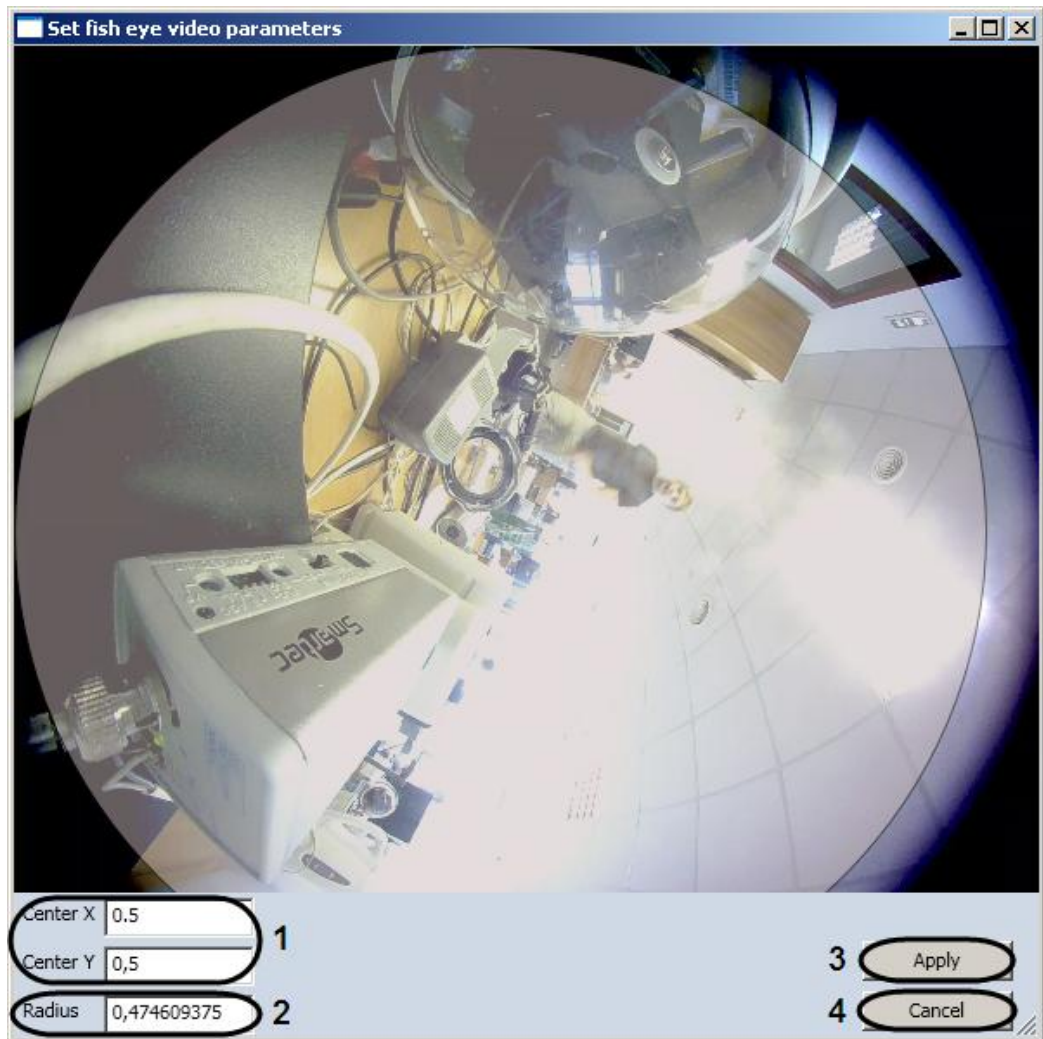 Set fish eye video parameters
Smartec
Center X 0.5
1
Center Y 0,5
3 Apply
Radius 0,474609375 2
4 Cancel